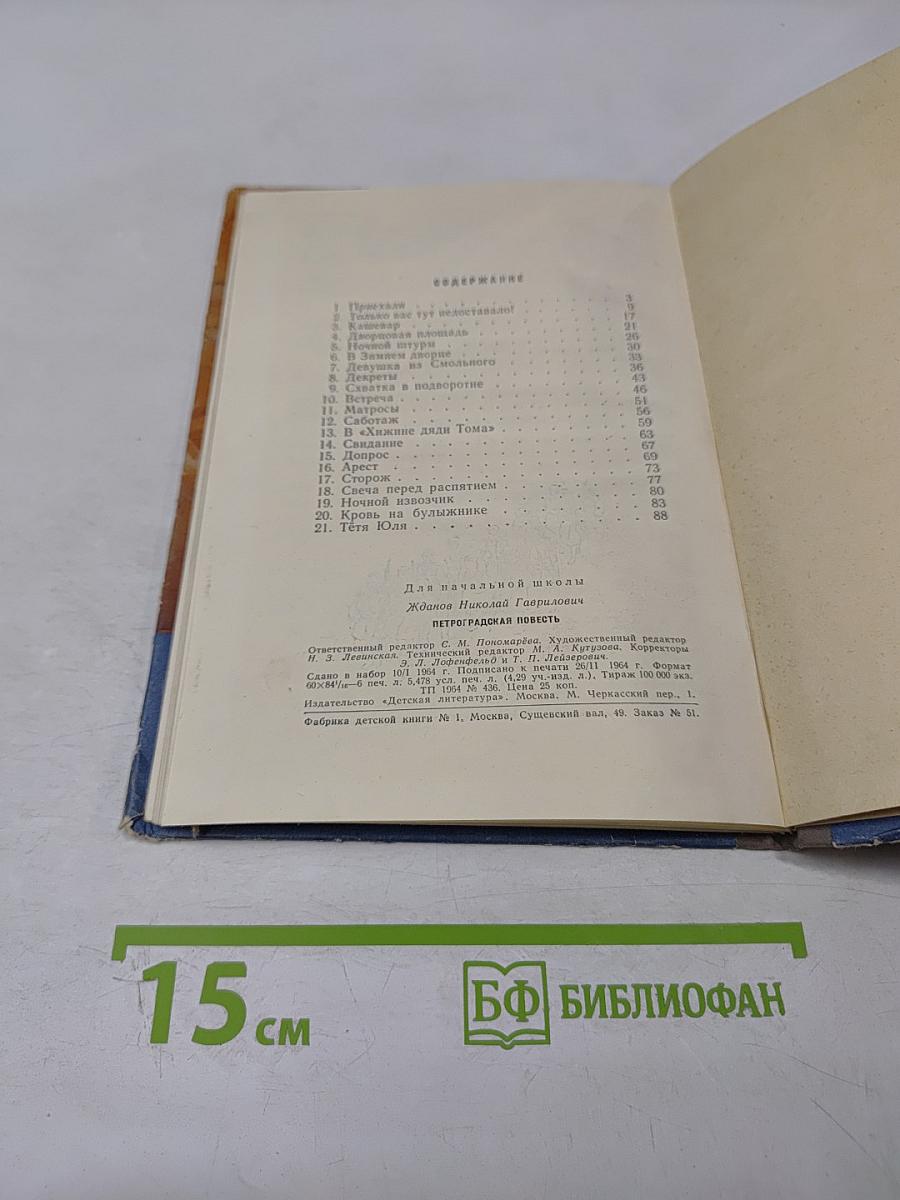 СОДЕРЖАНИЕ
1. Приехали . . . . . . . . . . 3
2. Только вас тут недоставало! . . . . . . 9
3. Кашевар . . . . . . . . . . 17
4. Дворцовая площадь . . . . . . . . 21
5. Ночной штурм . . . . . . . . . 26
6. В Зимнем дворце . . . . . . . . 30
7. Девушка из Смольного . . . . . . . 33
8. Декреты . . . . . . . . . . 36
9. Схватка в подворотне . . . . . . . 43
10. Встреча . . . . . . . . . . 46
11. Матросы . . . . . . . . . . 51
12. Саботаж . . . . . . . . . . 56
13. В «Хижине дяди Тома» . . . . . . . 59
14. Свидание . . . . . . . . . . 63
15. Допрос . . . . . . . . . . 67
16. Арест . . . . . . . . . . 69
17. Сторож . . . . . . . . . . 73
18. Свеча перед распятием . . . . . . . 77
19. Ночной извозчик . . . . . . . . 80
20. Кровь на булыжнике . . . . . . . 83
21. Тётя Юля . . . . . . . . . . 88
Для начальной школы
Жданов Николай Гаврилович
ПЕТРОГРАДСКАЯ ПОВЕСТЬ
Ответственный редактор С. М. Пономарёва. Художественный редактор
Н. З. Левинская. Технический редактор М. А. Кутузова. Корректоры
Э. Л. Лофенфельд и Т. П. Лейзерович.
Сдано в набор 10/I 1964 г. Подписано к печати 26/II 1964 г. Формат
60×84¹/₁₆—6 печ. л. 5,478 усл. печ. л. (4,29 уч.-изд. л.). Тираж 100 000 экз.
ТП 1964 № 436. Цена 25 коп.
Издательство «Детская литература». Москва, М. Черкасский пер., 1.
Фабрика детской книги № 1, Москва, Сущевский вал, 49. Заказ № 51.
15 см
БФ БИБЛИОФАН